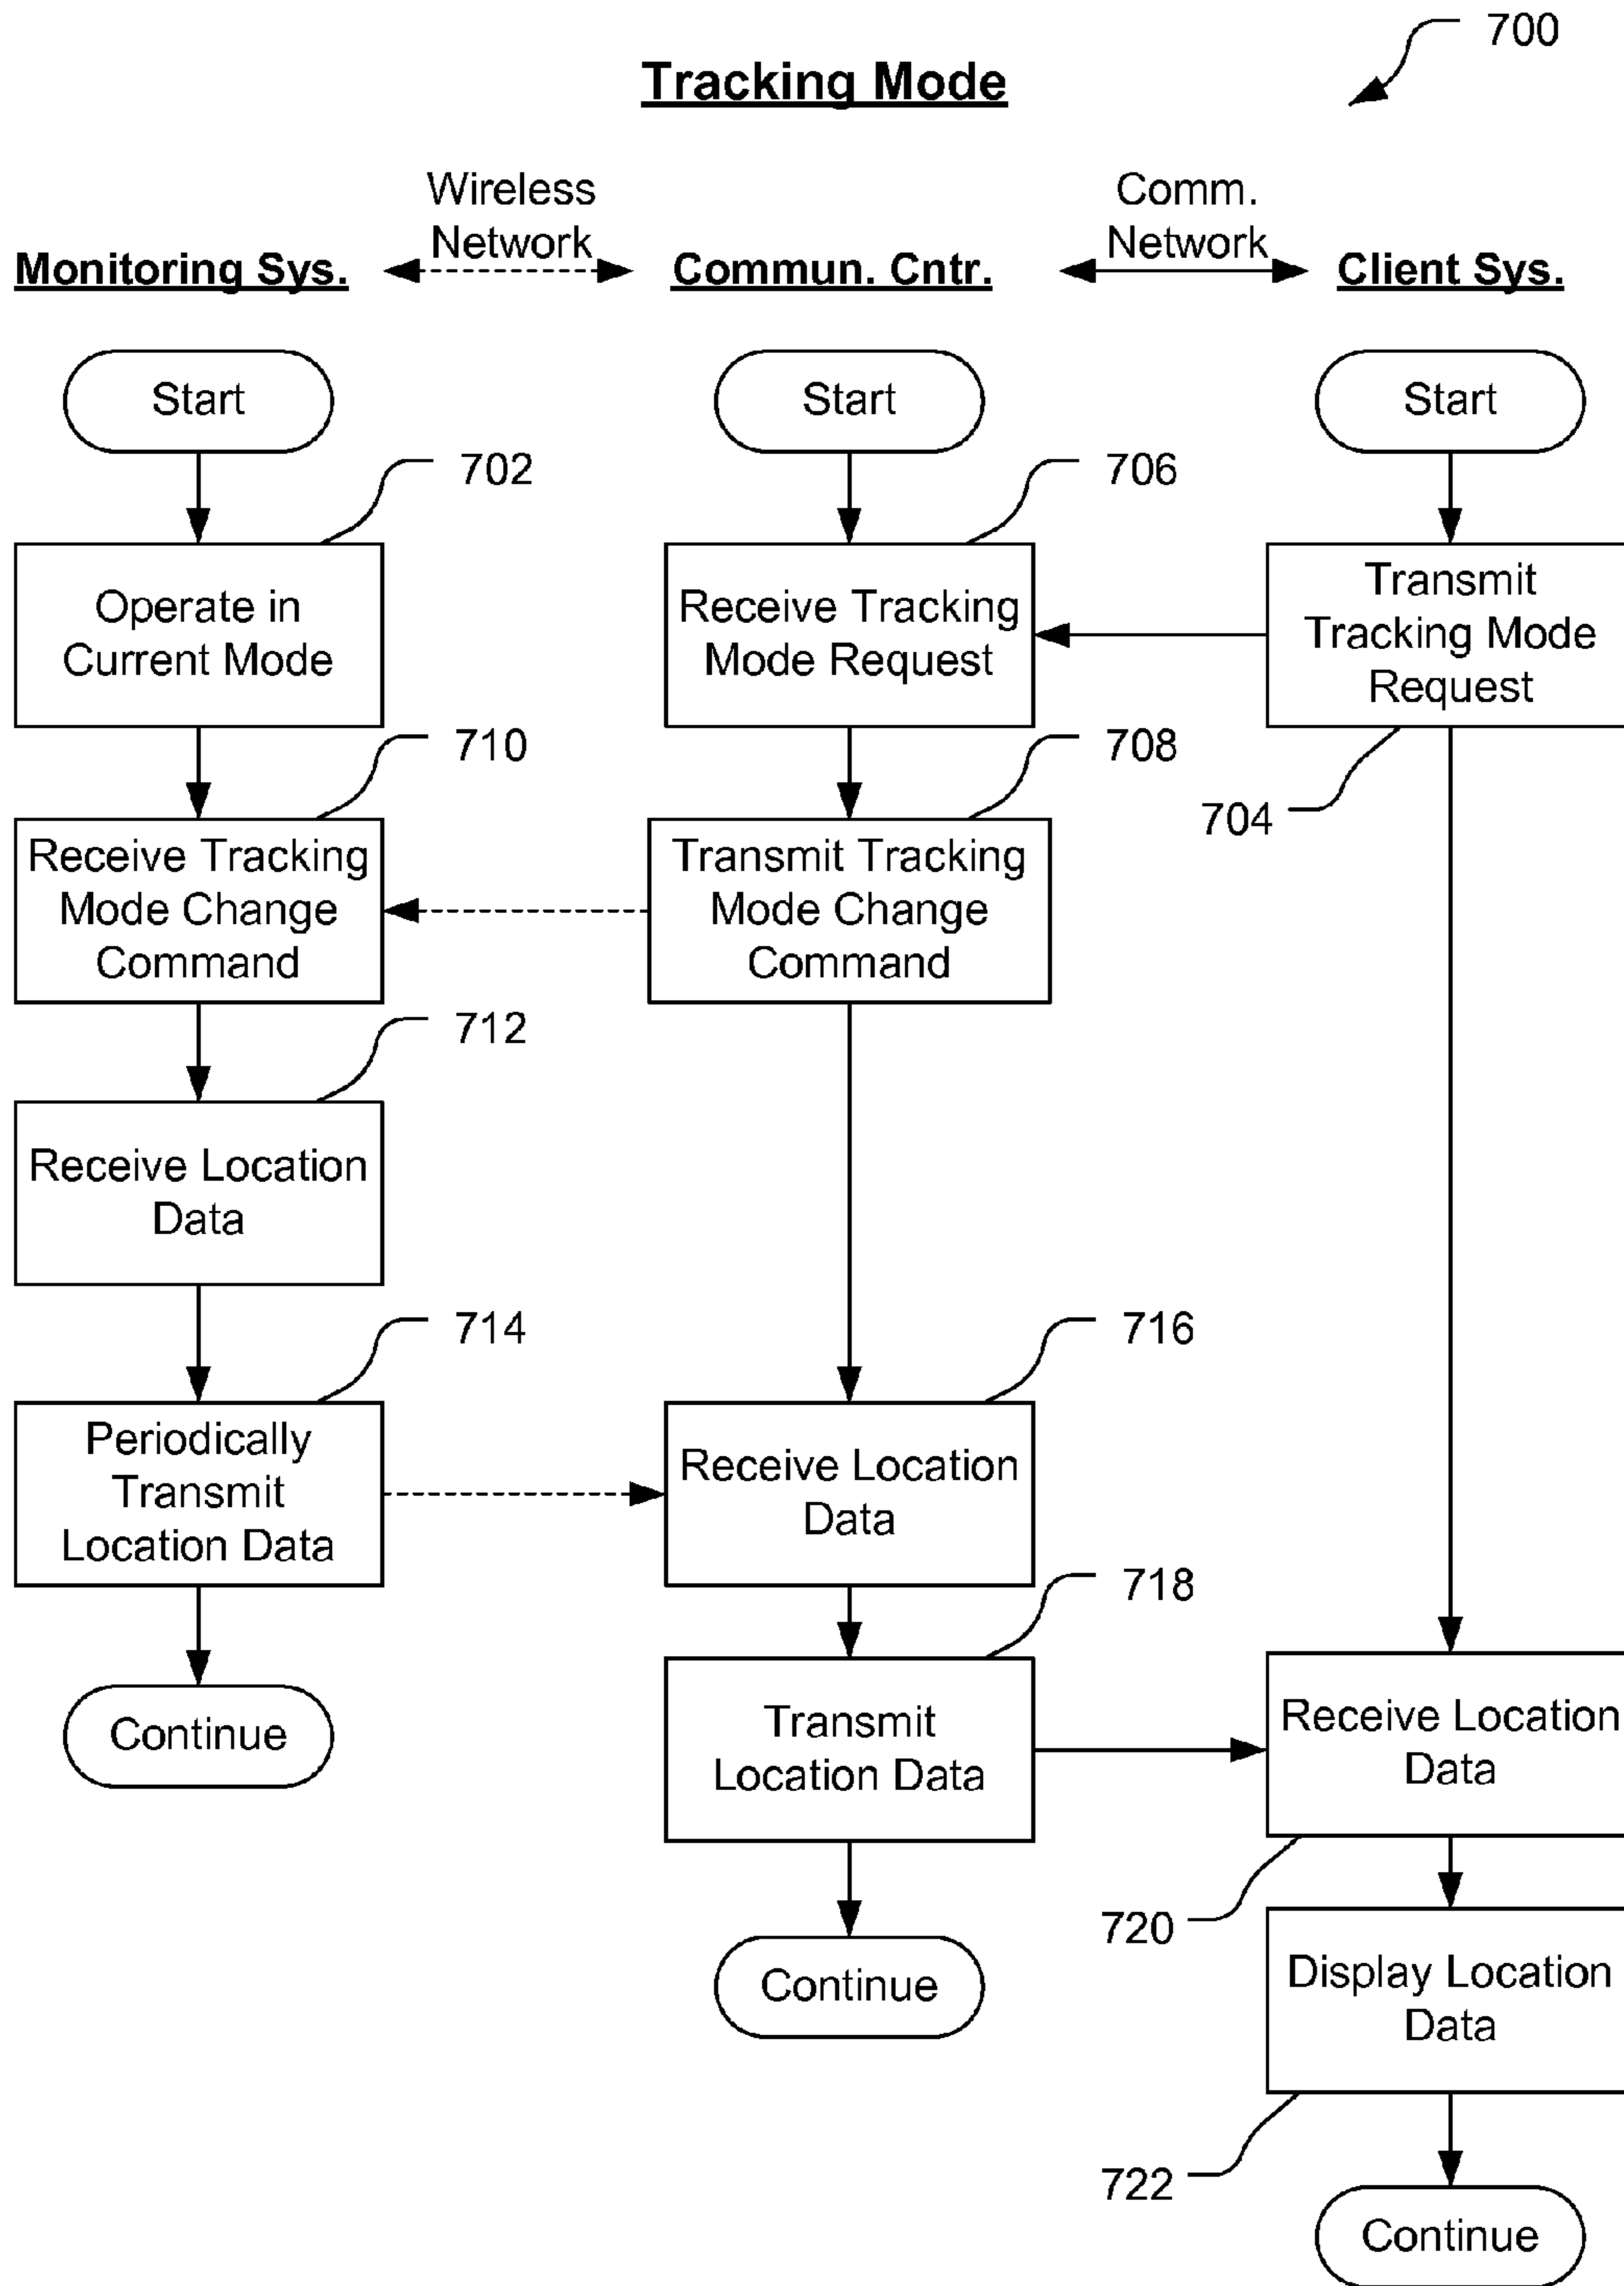 700
Tracking Mode
Wireless
Network
Comm.
Network
Monitoring Sys.
Commun. Cntr.
Client Sys.
Start
Start
Start
702
706
Operate in
Current Mode
Receive Tracking
Mode Request
Transmit
Tracking Mode
Request
710
708
704
Receive Tracking
Mode Change
Command
Transmit Tracking
Mode Change
Command
712
Receive Location
Data
714
716
Periodically
Transmit
Location Data
Receive Location
Data
718
Continue
Transmit
Location Data
Receive Location
Data
720
Continue
Display Location
Data
722
Continue